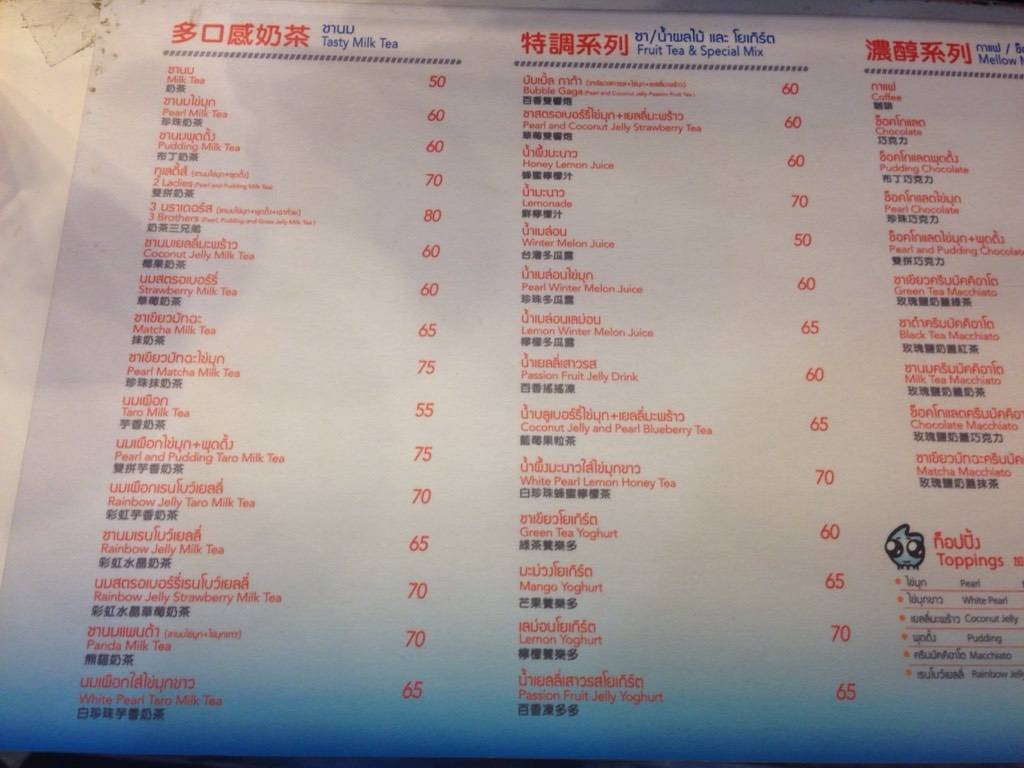 多口感奶茶 ชานม
Tasty Milk Tea
ชานม
Milk Tea 50
奶茶
ชานมไข่มุก
Pearl Milk Tea 60
珍珠奶茶
ชานมพุดดิ้ง
Pudding Milk Tea 60
布丁奶茶
ทูเลดีส์ (ชานมไข่มุก+พุดดิ้ง)
2 Ladies (Pearl and Pudding Milk Tea) 70
雙拼奶茶
3 บราเดอร์ส (ชานมไข่มุก+พุดดิ้ง+เฉาก๊วย)
3 Brothers (Pearl, Pudding and Grass Jelly Milk Tea) 80
奶茶三兄弟
ชานมเยลลี่มะพร้าว
Coconut Jelly Milk Tea 60
椰果奶茶
นมสตรอเบอร์รี่
Strawberry Milk Tea 60
草莓奶茶
ชาเขียวมัทฉะ
Matcha Milk Tea 65
抹奶茶
ชาเขียวมัทฉะไข่มุก
Pearl Matcha Milk Tea 75
珍珠抹奶茶
นมเผือก
Taro Milk Tea 55
芋香奶茶
นมเผือกไข่มุก+พุดดิ้ง
Pearl and Pudding Taro Milk Tea 75
雙拼芋香奶茶
นมเผือกเรนโบว์เยลลี่
Rainbow Jelly Taro Milk Tea 70
彩虹芋香奶茶
ชานมเรนโบว์เยลลี่
Rainbow Jelly Milk Tea 65
彩虹水晶奶茶
นมสตรอเบอร์รี่เรนโบว์เยลลี่
Rainbow Jelly Strawberry Milk Tea 70
彩虹水晶草莓奶茶
ชานมแพนด้า (ชานมไข่มุก+ไข่มุกขาว)
Panda Milk Tea 70
熊貓奶茶
นมเผือกใส่ไข่มุกขาว
White Pearl Taro Milk Tea 65
白珍珠芋香奶茶
特調系列 ชา/น้ำผลไม้ และ โยเกิร์ต
Fruit Tea & Special Mix
บับเบิ้ล กาก้า
Bubble Gaga (Pearl and Coconut Jelly Passion Fruit Tea) 60
百香雙響炮
ชาสตรอเบอร์รี่ไข่มุก+เยลลี่มะพร้าว
Pearl and Coconut Jelly Strawberry Tea 60
草莓雙響炮
น้ำผึ้งมะนาว
Honey Lemon Juice 60
蜂蜜檸檬汁
น้ำมะนาว
Lemonade 70
鮮檸檬汁
น้ำเมล่อน
Winter Melon Juice 50
台灣冬瓜露
น้ำเมล่อนไข่มุก
Pearl Winter Melon Juice 60
珍珠冬瓜露
น้ำเมล่อนเลม่อน
Lemon Winter Melon Juice 65
檸檬冬瓜露
น้ำเยลลี่เสาวรส
Passion Fruit Jelly Drink 60
百香搖搖凍
น้ำบลูเบอร์รี่ไข่มุก+เยลลี่มะพร้าว
Coconut Jelly and Pearl Blueberry Tea 65
藍莓果粒茶
น้ำผึ้งมะนาวใส่ไข่มุกขาว
White Pearl Lemon Honey Tea 70
白珍珠蜂蜜檸檬茶
ชาเขียวโยเกิร์ต
Green Tea Yoghurt 60
綠茶養樂多
มะม่วงโยเกิร์ต
Mango Yoghurt 65
芒果養樂多
เลม่อนโยเกิร์ต
Lemon Yoghurt 70
檸檬養樂多
น้ำเยลลี่เสาวรสโยเกิร์ต
Passion Fruit Jelly Yoghurt 65
百香凍多多
濃醇系列 กาแฟ / ช็อ
Mellow M
กาแฟ
Coffee
咖啡
ช็อคโกแลต
Chocolate
巧克力
ช็อคโกแลตพุดดิ้ง
Pudding Chocolate
布丁巧克力
ช็อคโกแลตไข่มุก
Pearl Chocolate
珍珠巧克力
ช็อคโกแลตไข่มุก+พุดดิ้ง
Pearl and Pudding Chocolate
雙拼巧克力
ชาเขียวครีมมัคคิอาโต
Green Tea Macchiato
玫瑰鹽奶蓋綠茶
ชาดำครีมมัคคิอาโต
Black Tea Macchiato
玫瑰鹽奶蓋紅茶
ชานมครีมมัคคิอาโต
Milk Tea Macchiato
玫瑰鹽奶蓋奶茶
ช็อคโกแลตครีมมัคคิอา
Chocolate Macchiato
玫瑰鹽奶蓋巧克力
ชาเขียวมัทฉะครีมมัค
Matcha Macchiato
玫瑰鹽奶蓋抹茶
ท็อปปิ้ง
Toppings
ไข่มุก Pearl
ไข่มุกขาว White Pearl
เยลลี่มะพร้าว Coconut Jelly
พุดดิ้ง Pudding
ครีมมัคคิอาโต Macchiato
เรนโบว์เยลลี่ Rainbow Jelly